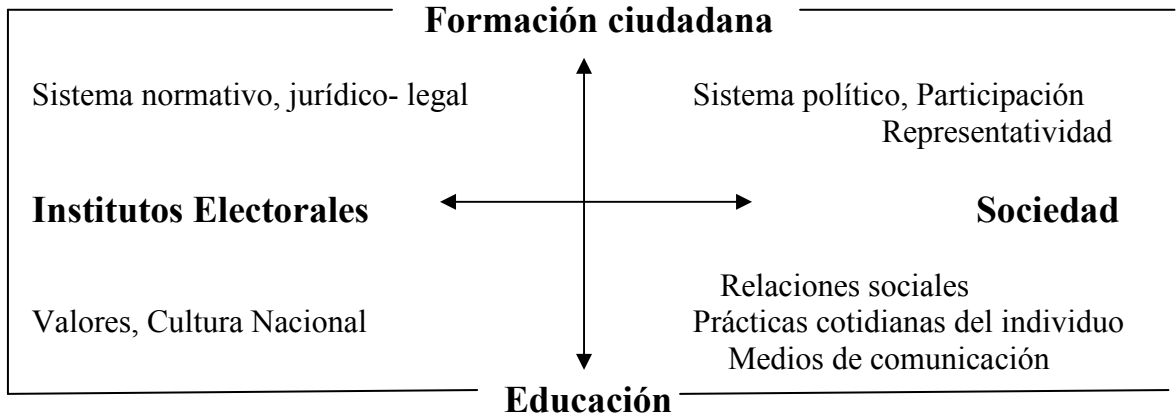 Formación ciudadana
Sistema normativo, jurídico- legal
Sistema político, Participación
Representatividad
Institutos Electorales
Sociedad
Relaciones sociales
Valores, Cultura Nacional
Prácticas cotidianas del individuo
Medios de comunicación
Educación